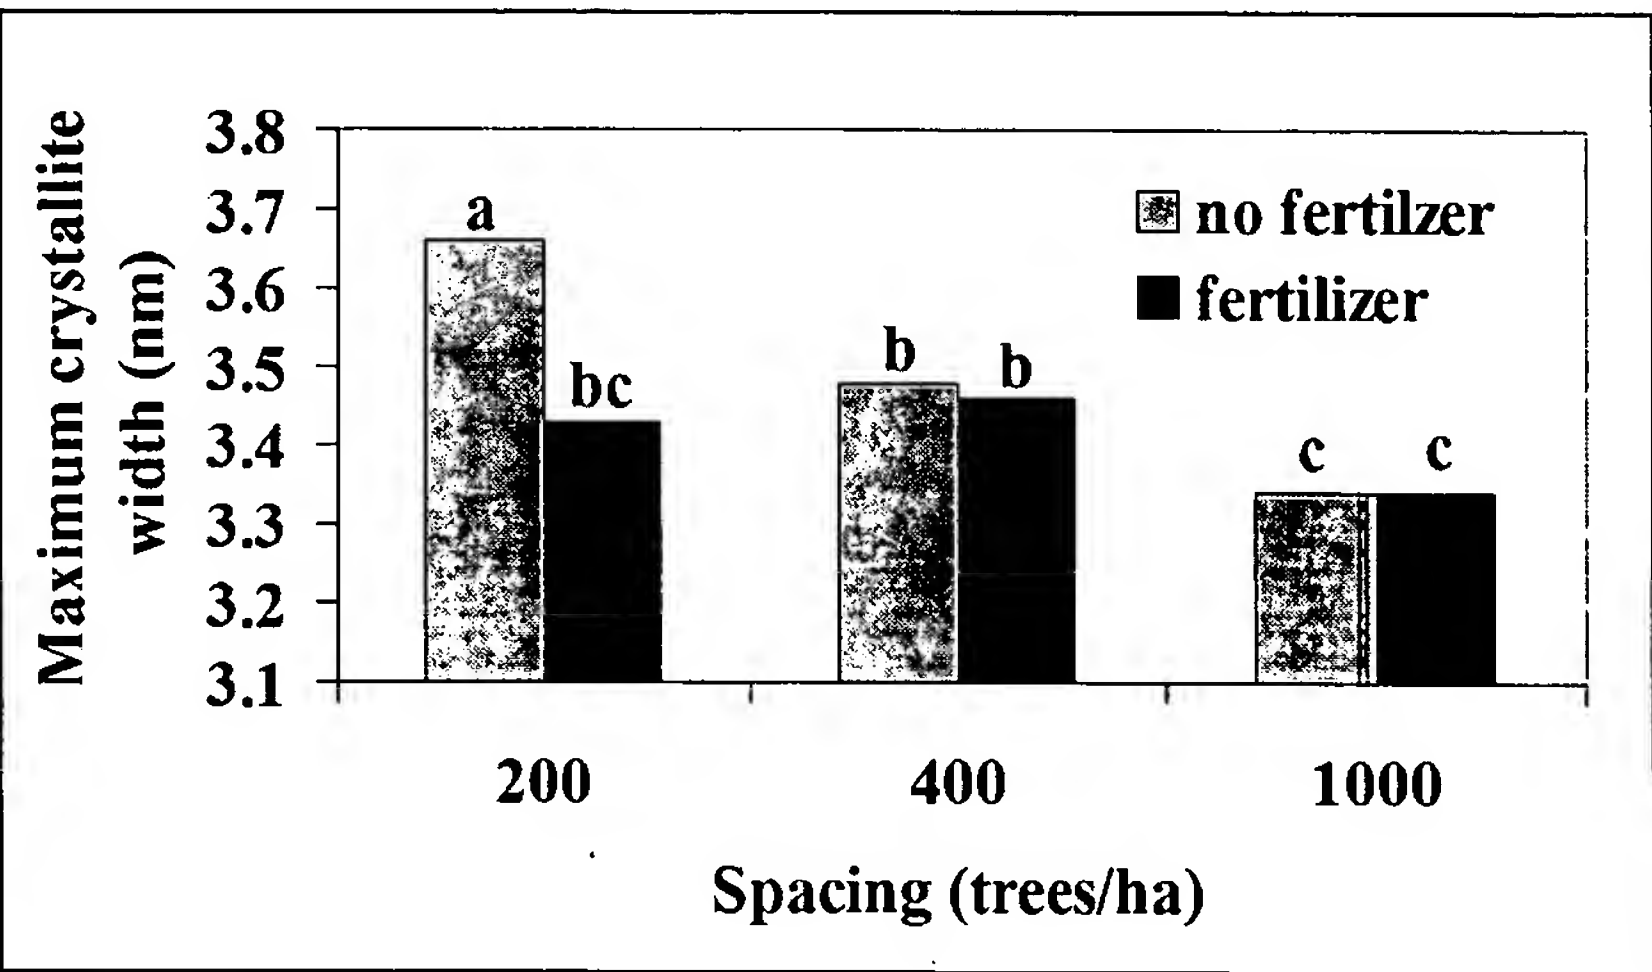 Maximum crystallite
width (nm)
3.8
3.7
3.6
3.5
3.4
3.3
3.2
3.1
a
bc
b
b
c
c
no fertilzer
fertilizer
200
400
1000
Spacing (trees/ha)